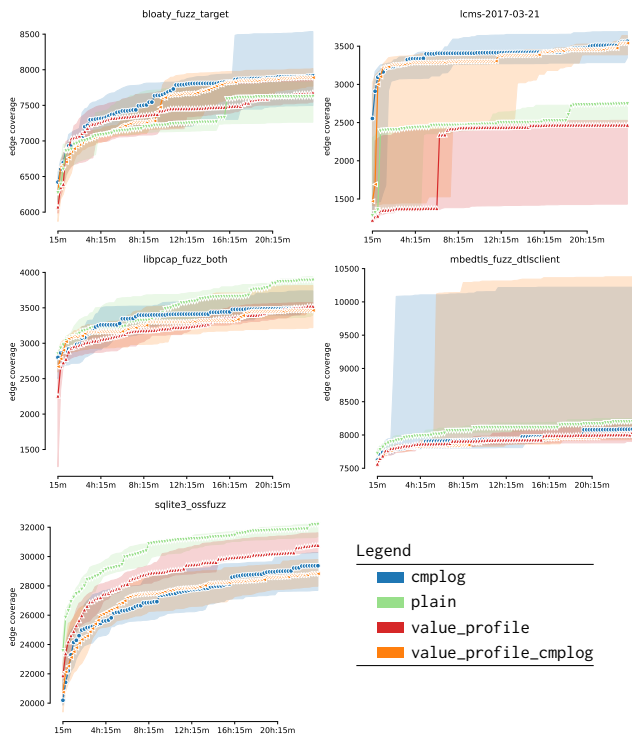 bloaty_fuzz_target
8500
8000
7500
7000
6500
6000
edge coverage
15m 4h:15m 8h:15m 12h:15m 16h:15m 20h:15m
lcms-2017-03-21
3500
3000
2500
2000
1500
edge coverage
15m 4h:15m 8h:15m 12h:15m 16h:15m 20h:15m
libpcap_fuzz_both
4000
3500
3000
2500
2000
1500
edge coverage
15m 4h:15m 8h:15m 12h:15m 16h:15m 20h:15m
mbedtls_fuzz_dtlsclient
10500
10000
9500
9000
8500
8000
7500
edge coverage
15m 4h:15m 8h:15m 12h:15m 16h:15m 20h:15m
sqlite3_ossfuzz
32000
30000
28000
26000
24000
22000
20000
edge coverage
15m 4h:15m 8h:15m 12h:15m 16h:15m 20h:15m
Legend
cmplog
plain
value_profile
value_profile_cmplog